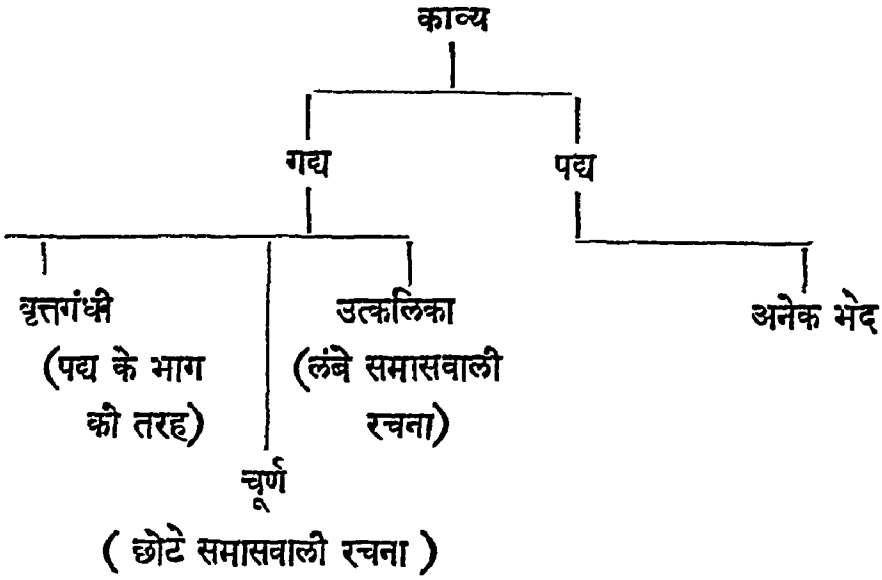 काव्य
गद्य पद्य
वृत्तगंधी उत्कलिका अनेक भेद
(पद्य के भाग (लंबे समासवाली
की तरह) रचना)
चूर्ण
( छोटे समासवाली रचना )